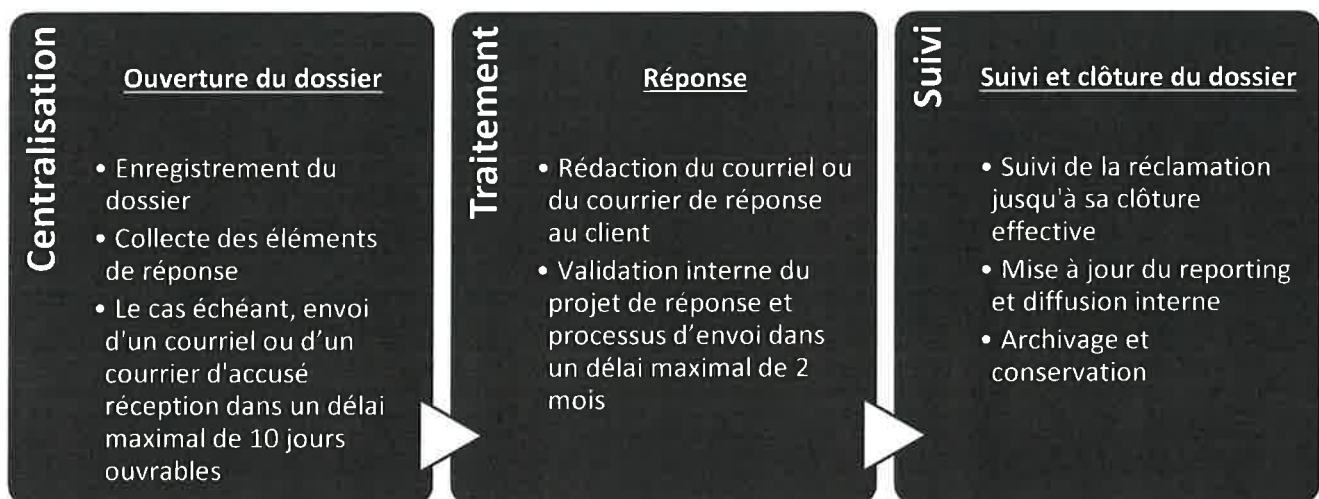 Centralisation
Ouverture du dossier
• Enregistrement du
dossier
• Collecte des éléments
de réponse
• Le cas échéant, envoi
d'un courriel ou d'un
courrier d'accusé
réception dans un délai
maximal de 10 jours
ouvrables
Traitement
Réponse
• Rédaction du courriel ou
du courrier de réponse
au client
• Validation interne du
projet de réponse et
processus d'envoi dans
un délai maximal de 2
mois
Suivi
Suivi et clôture du dossier
• Suivi de la réclamation
jusqu'à sa clôture
effective
• Mise à jour du reporting
et diffusion interne
• Archivage et
conservation